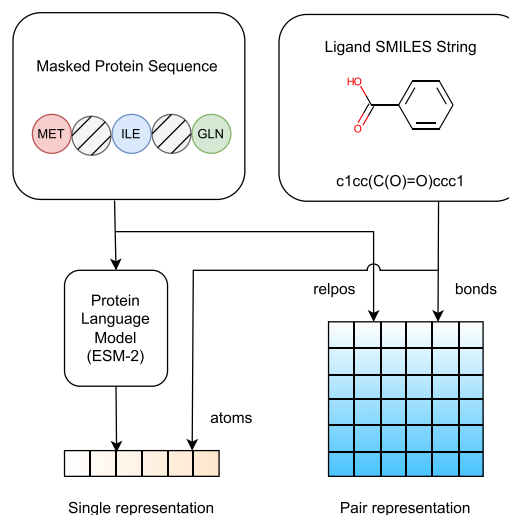 Masked Protein Sequence
MET
ILE
GLN
Ligand SMILES String
HO
O
c1cc(C(O)=O)ccc1
relpos
bonds
Protein
Language
Model
(ESM-2)
atoms
Single representation
Pair representation